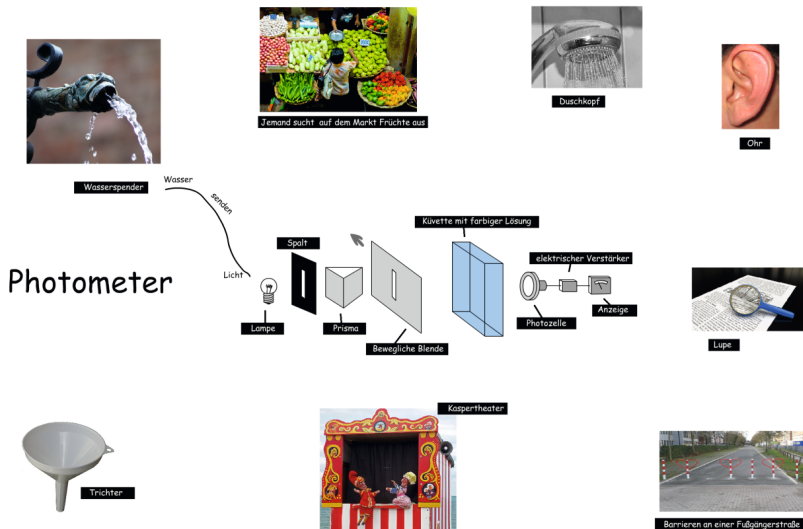 Jemand sucht auf dem Markt Früchte aus
Duschkopf
Ohr
Wasserspender
Wasser
senden
Licht
Photometer
Küvette mit farbiger Lösung
Spalt
elektrischer Verstärker
Lampe
Prisma
Bewegliche Blende
Photozelle
Anzeige
Lupe
Kaspertheater
Trichter
Barrieren an einer Fußgängerstraße